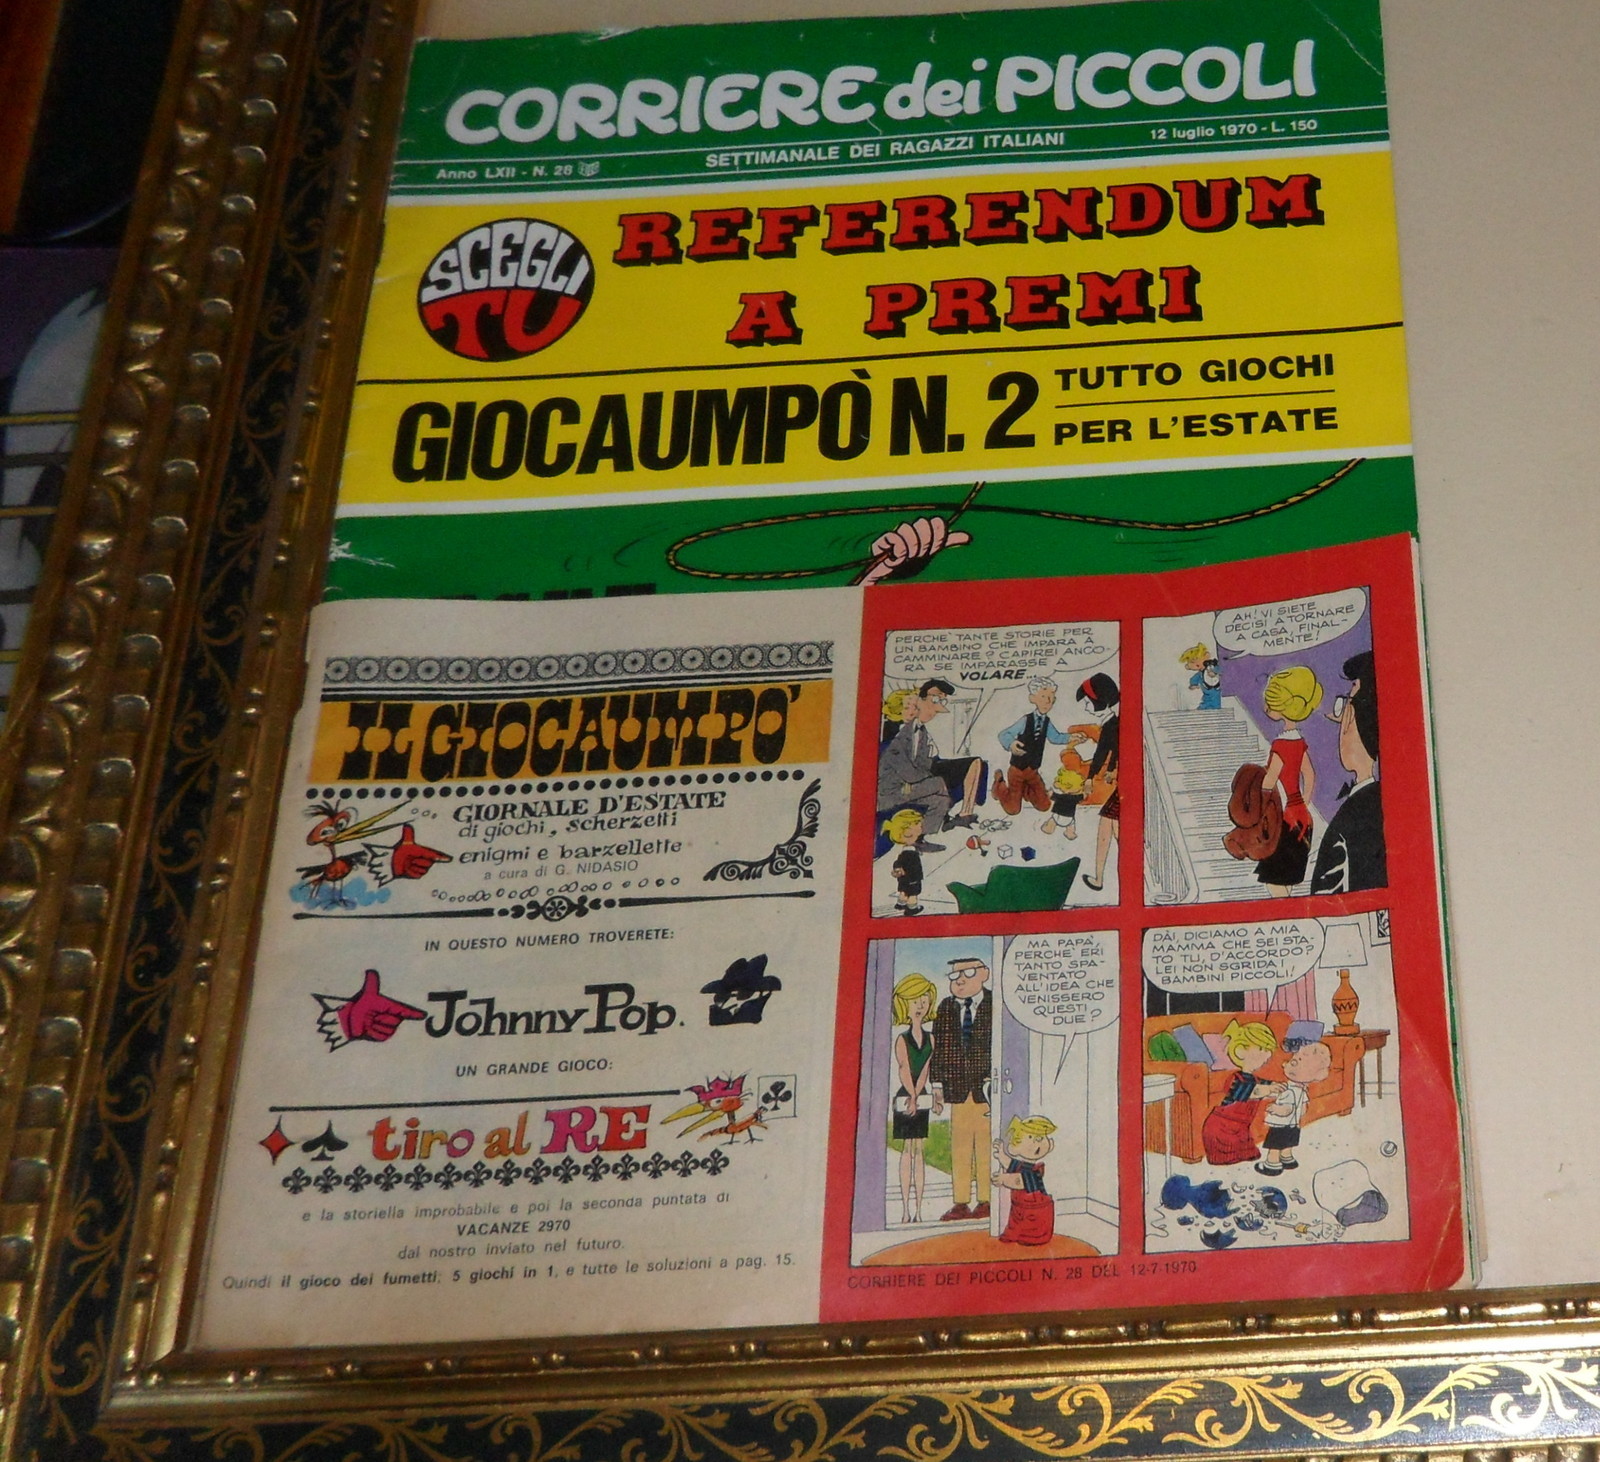 CORRIERE dei PICCOLI
Anno LXII - N. 28
SETTIMANALE DEI RAGAZZI ITALIANI
12 luglio 1970 - L. 150
SCEGLI
TU
REFERENDUM
A PREMI
GIOCAUMPÒ N. 2
TUTTO GIOCHI
PER L'ESTATE
IL GIOCAUMPO'
GIORNALE D'ESTATE
di giochi, scherzetti
enigmi e barzellette
a cura di G. NIDASIO
IN QUESTO NUMERO TROVERETE:
Johnny Pop.
UN GRANDE GIOCO:
tiro al RE
e la storiella improbabile e poi la seconda puntata di
VACANZE 2970
dal nostro inviato nel futuro.
Quindi il gioco dei fumetti, 5 giochi in 1, e tutte le soluzioni a pag. 15.
PERCHE' TANTE STORIE PER
UN BAMBINO CHE IMPARA A
CAMMINARE? CAPIREI ANCO-
RA SE IMPARASSE A
VOLARE...
AH! VI SIETE
DECISI A TORNARE
A CASA, FINAL-
MENTE!
MA PAPA',
PERCHE' ERI
TANTO SPA-
VENTATO
ALL'IDEA CHE
VENISSERO
QUESTI
DUE?
DAI, DICIAMO A MIA
MAMMA CHE SEI STA-
TO TU, D'ACCORDO?
LEI NON SGRIDA I
BAMBINI PICCOLI!
CORRIERE DEI PICCOLI N. 28 DEL 12-7-1970